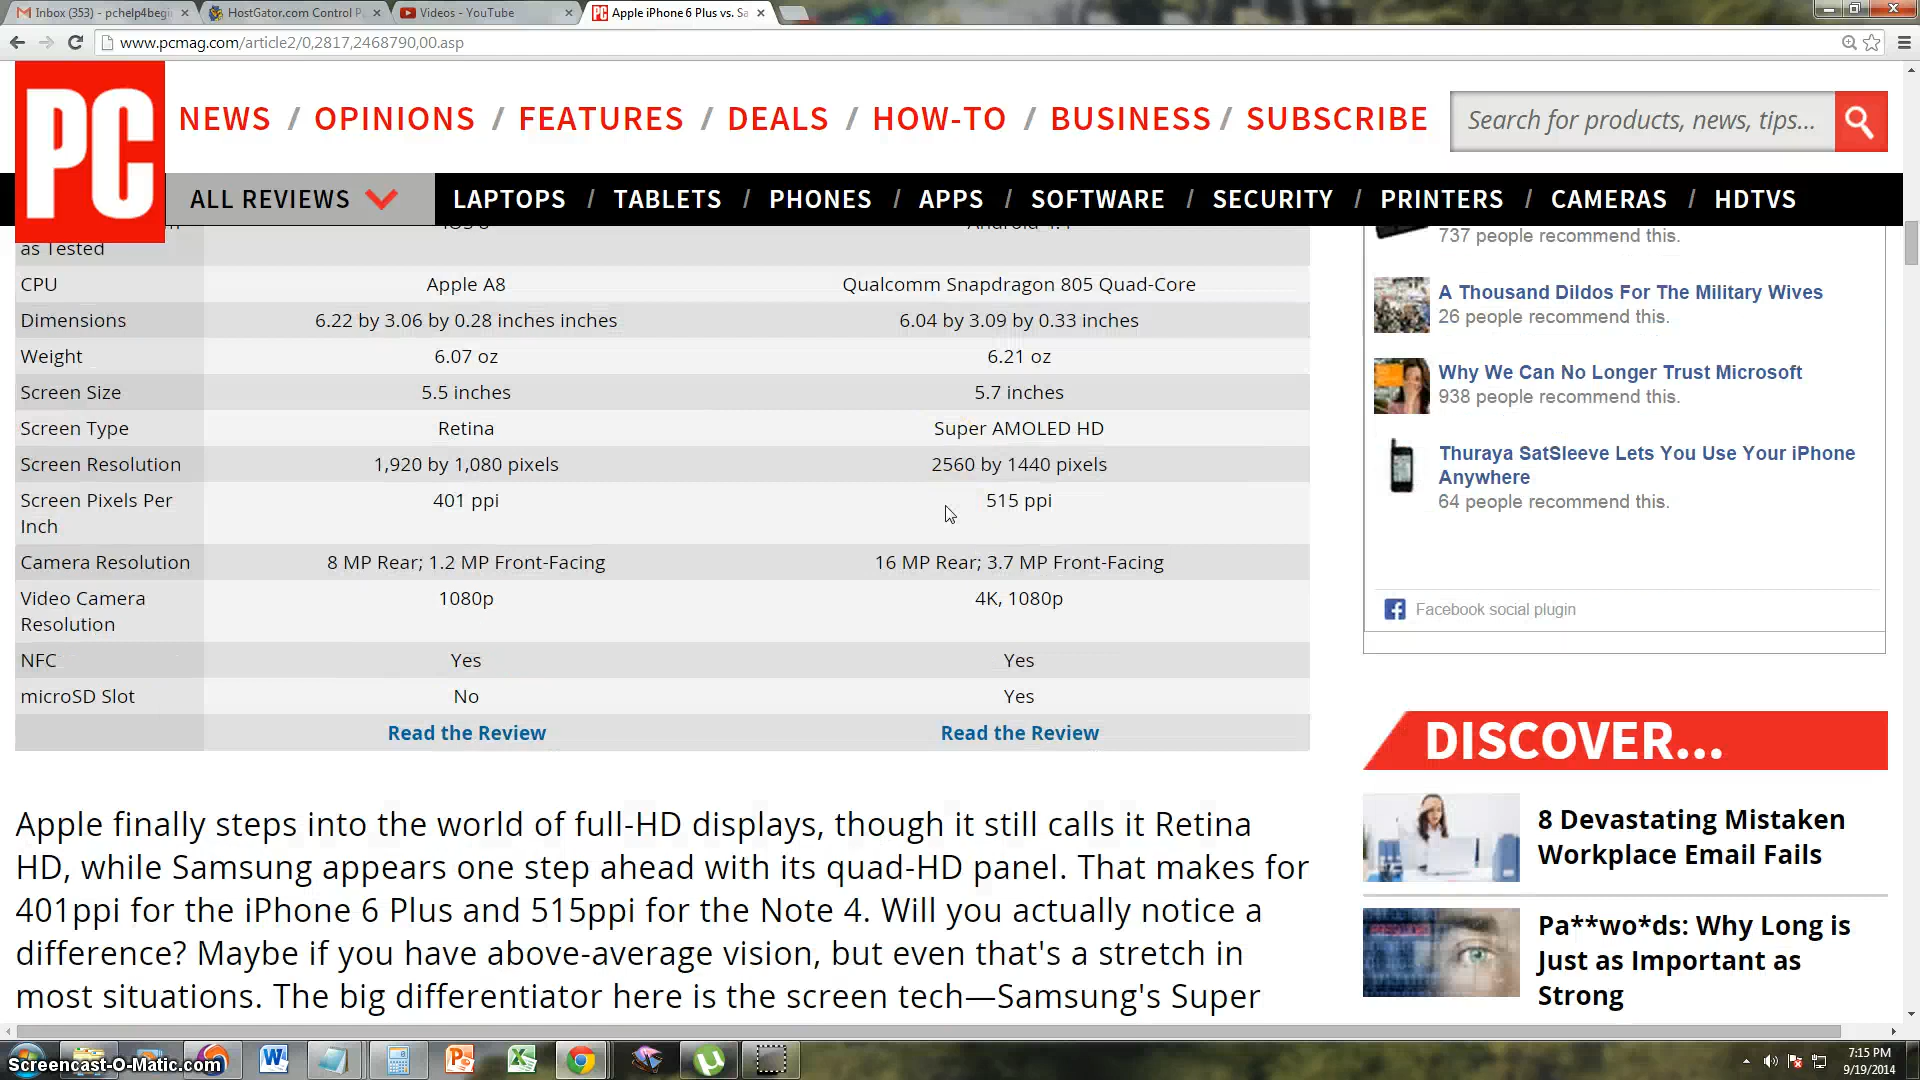 Inbox (353) - pchelp4begi
HostGator.com Control P
Videos - YouTube
Apple iPhone 6 Plus vs. Sa
www.pcmag.com/article2/0,2817,2468790,00.asp
PC
NEWS / OPINIONS / FEATURES / DEALS / HOW-TO / BUSINESS / SUBSCRIBE
Search for products, news, tips...
ALL REVIEWS
LAPTOPS / TABLETS / PHONES / APPS / SOFTWARE / SECURITY / PRINTERS / CAMERAS / HDTVS
as Tested
CPU Apple A8 Qualcomm Snapdragon 805 Quad-Core
Dimensions 6.22 by 3.06 by 0.28 inches inches 6.04 by 3.09 by 0.33 inches
Weight 6.07 oz 6.21 oz
Screen Size 5.5 inches 5.7 inches
Screen Type Retina Super AMOLED HD
Screen Resolution 1,920 by 1,080 pixels 2560 by 1440 pixels
Screen Pixels Per 401 ppi 515 ppi
Inch
Camera Resolution 8 MP Rear; 1.2 MP Front-Facing 16 MP Rear; 3.7 MP Front-Facing
Video Camera 1080p 4K, 1080p
Resolution
NFC Yes Yes
microSD Slot No Yes
Read the Review Read the Review
Apple finally steps into the world of full-HD displays, though it still calls it Retina
HD, while Samsung appears one step ahead with its quad-HD panel. That makes for
401ppi for the iPhone 6 Plus and 515ppi for the Note 4. Will you actually notice a
difference? Maybe if you have above-average vision, but even that's a stretch in
most situations. The big differentiator here is the screen tech—Samsung's Super
737 people recommend this.
A Thousand Dildos For The Military Wives
26 people recommend this.
Why We Can No Longer Trust Microsoft
938 people recommend this.
Thuraya SatSleeve Lets You Use Your iPhone
Anywhere
64 people recommend this.
Facebook social plugin
DISCOVER...
8 Devastating Mistaken
Workplace Email Fails
Pa**wo*ds: Why Long is
Just as Important as
Strong
Screencast-O-Matic.com
7:15 PM
9/19/2014